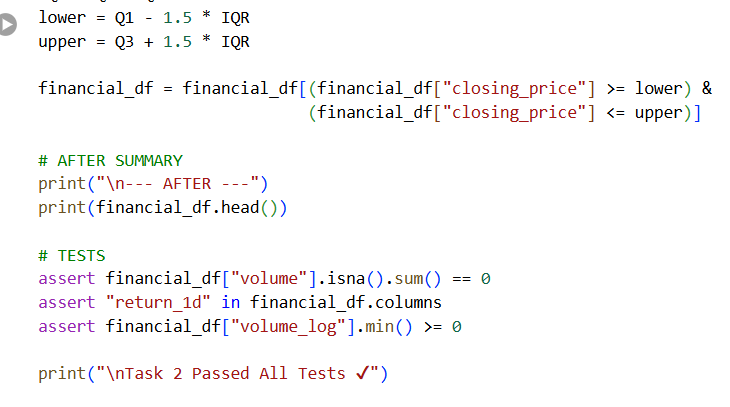 lower = Q1 - 1.5 * IQR
upper = Q3 + 1.5 * IQR
financial_df = financial_df[(financial_df["closing_price"] >= lower) &
(financial_df["closing_price"] <= upper)]
# AFTER SUMMARY
print("\n--- AFTER ---")
print(financial_df.head())
# TESTS
assert financial_df["volume"].isna().sum() == 0
assert "return_1d" in financial_df.columns
assert financial_df["volume_log"].min() >= 0
print("\nTask 2 Passed All Tests ✓")